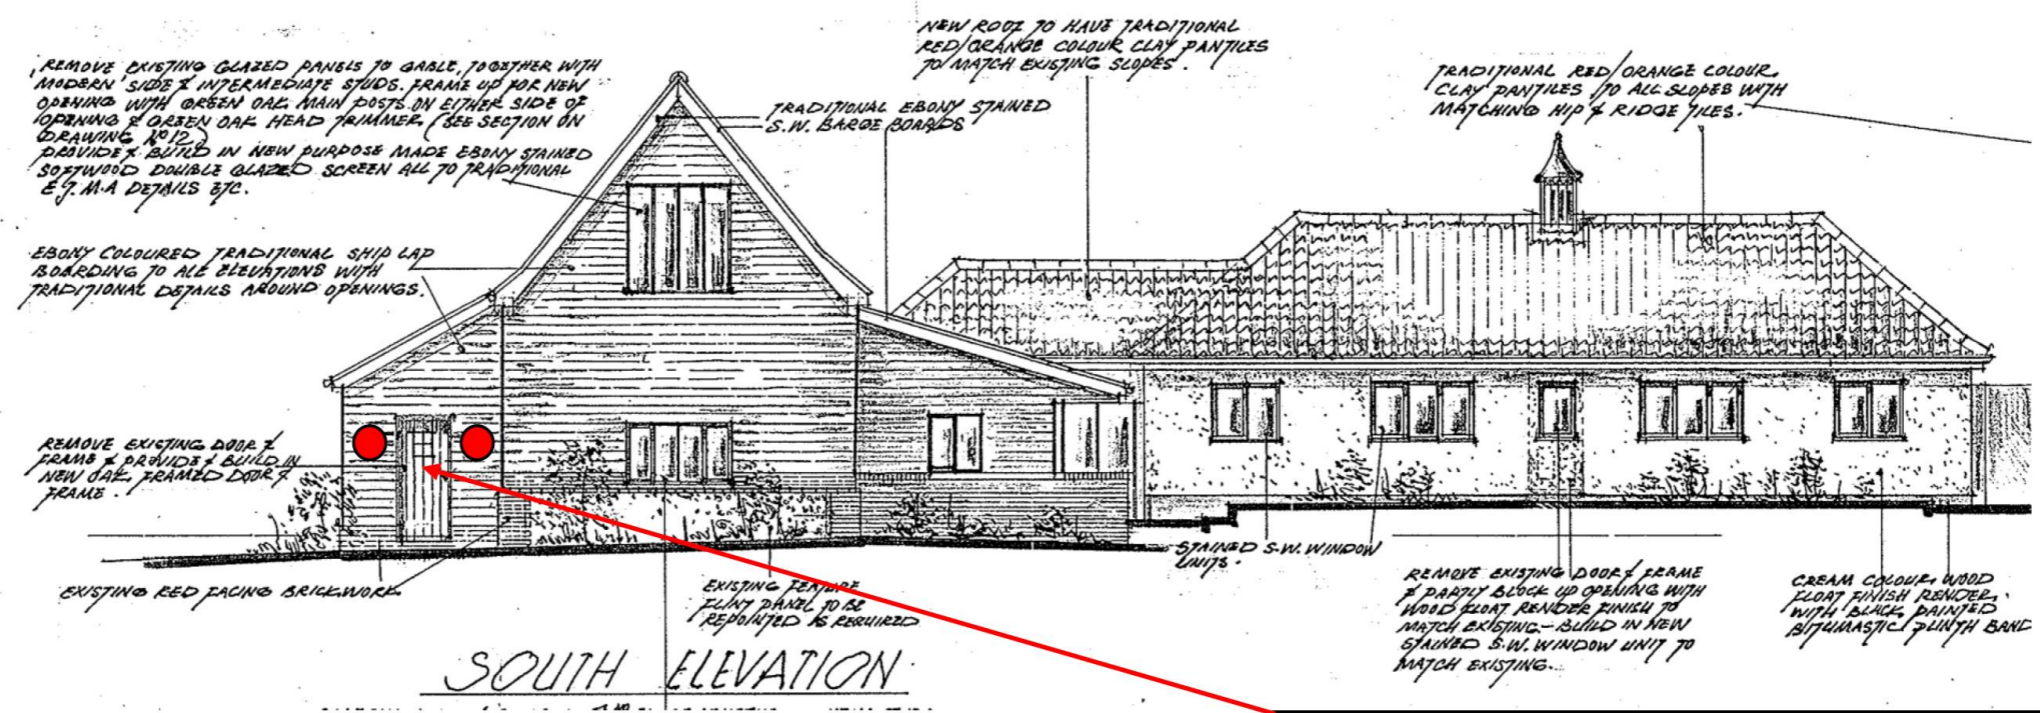 REMOVE EXISTING GLAZED PANELS TO GABLE, TOGETHER WITH
MODERN SIDE & INTERMEDIATE STUDS. FRAME UP FOR NEW
OPENING WITH GREEN OAK MAIN POSTS ON EITHER SIDE OF
OPENING & GREEN OAK HEAD TRIMMER. (SEE SECTION ON
DRAWING No 12)
PROVIDE & BUILD IN NEW PURPOSE MADE EBONY STAINED
SOFTWOOD DOUBLE GLAZED SCREEN ALL TO TRADITIONAL
E.J.M.A DETAILS ETC.
EBONY COLOURED TRADITIONAL SHIP LAP
BOARDING TO ALL ELEVATIONS WITH
TRADITIONAL DETAILS AROUND OPENINGS.
REMOVE EXISTING DOOR &
FRAME & PROVIDE & BUILD IN
NEW OAK FRAMED DOOR &
FRAME.
EXISTING RED FACING BRICKWORK
TRADITIONAL EBONY STAINED
S.W. BARGE BOARDS
NEW ROOF TO HAVE TRADITIONAL
RED/ORANGE COLOUR CLAY PANTILES
TO MATCH EXISTING SLOPES.
TRADITIONAL RED/ORANGE COLOUR
CLAY PANTILES TO ALL SLOPES WITH
MATCHING HIP & RIDGE TILES.
EXISTING FEATURE
FLINT PANEL TO BE
REPOINTED AS REQUIRED
STAINED S.W. WINDOW
UNITS.
REMOVE EXISTING DOOR & FRAME
& PARTLY BLOCK UP OPENING WITH
WOOD FLOAT RENDER FINISH TO
MATCH EXISTING - BUILD IN NEW
STAINED S.W. WINDOW UNIT TO
MATCH EXISTING.
CREAM COLOUR WOOD
FLOAT FINISH RENDER.
WITH BLACK PAINTED
BITUMASTIC PLINTH BAND
SOUTH ELEVATION.